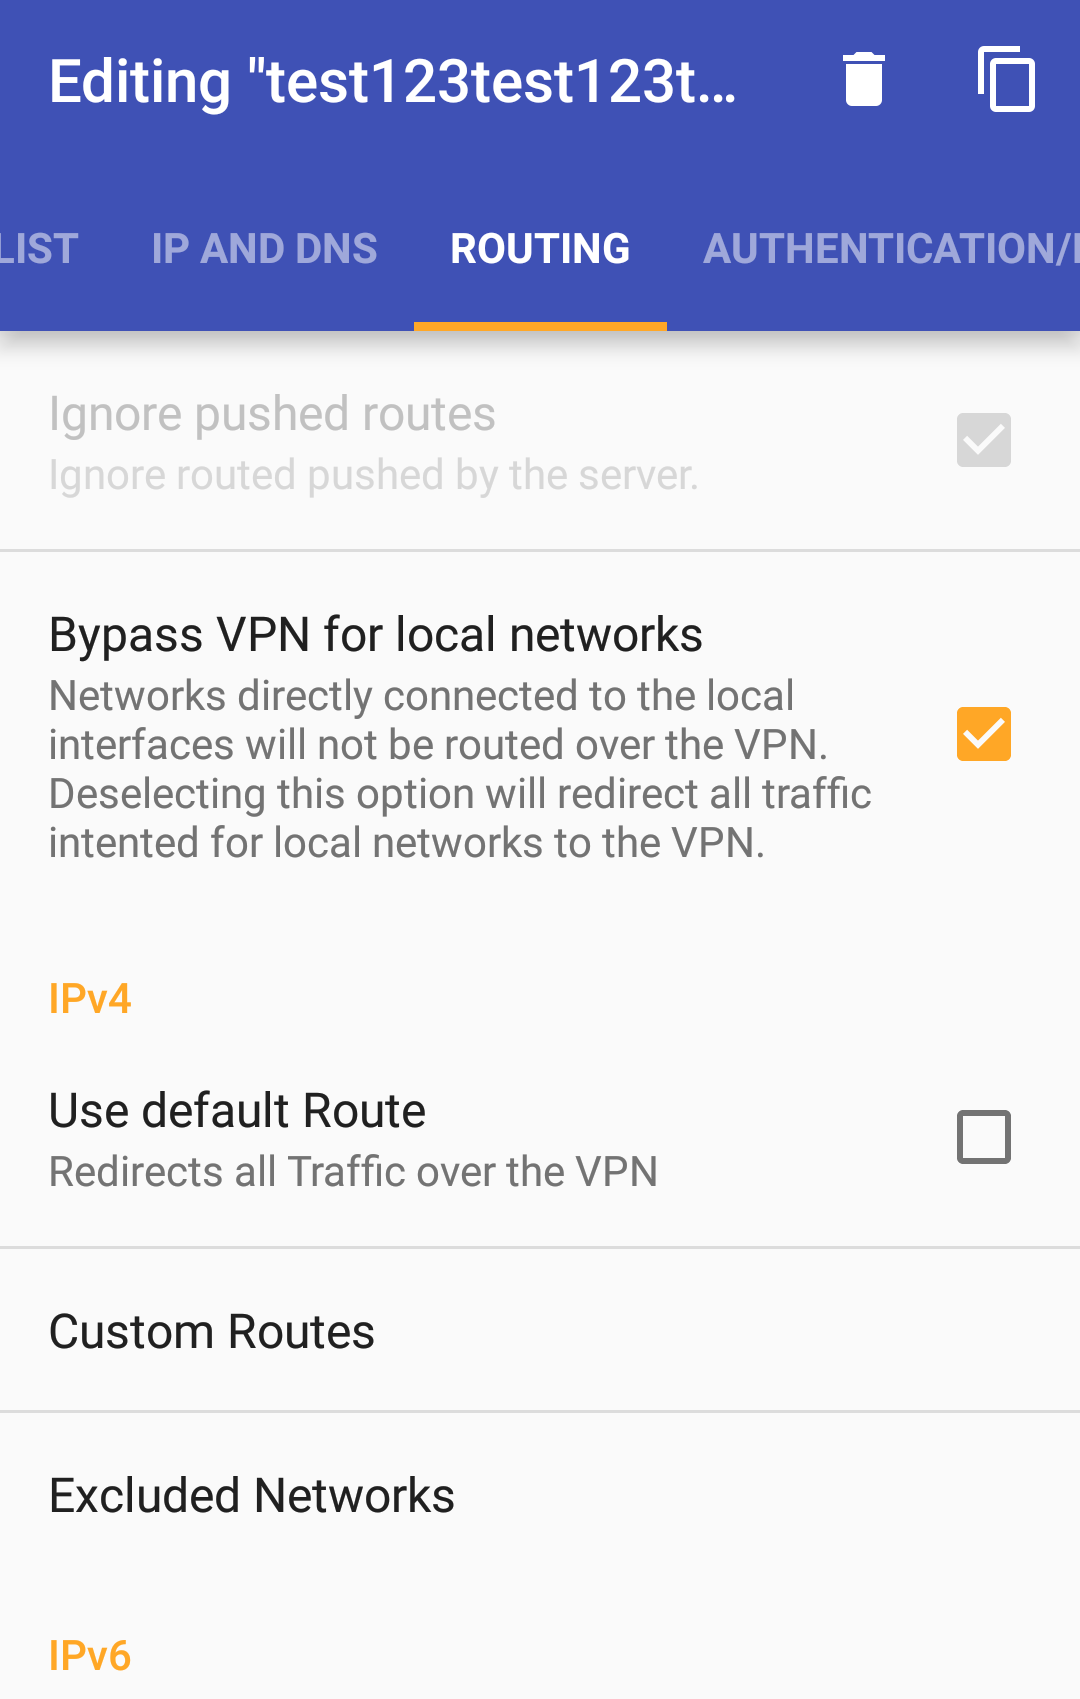 Editing "test123test123t...
LIST IP AND DNS ROUTING AUTHENTICATION/
Ignore pushed routes
Ignore routed pushed by the server.
Bypass VPN for local networks
Networks directly connected to the local
interfaces will not be routed over the VPN.
Deselecting this option will redirect all traffic
intented for local networks to the VPN.
IPv4
Use default Route
Redirects all Traffic over the VPN
Custom Routes
Excluded Networks
IPv6